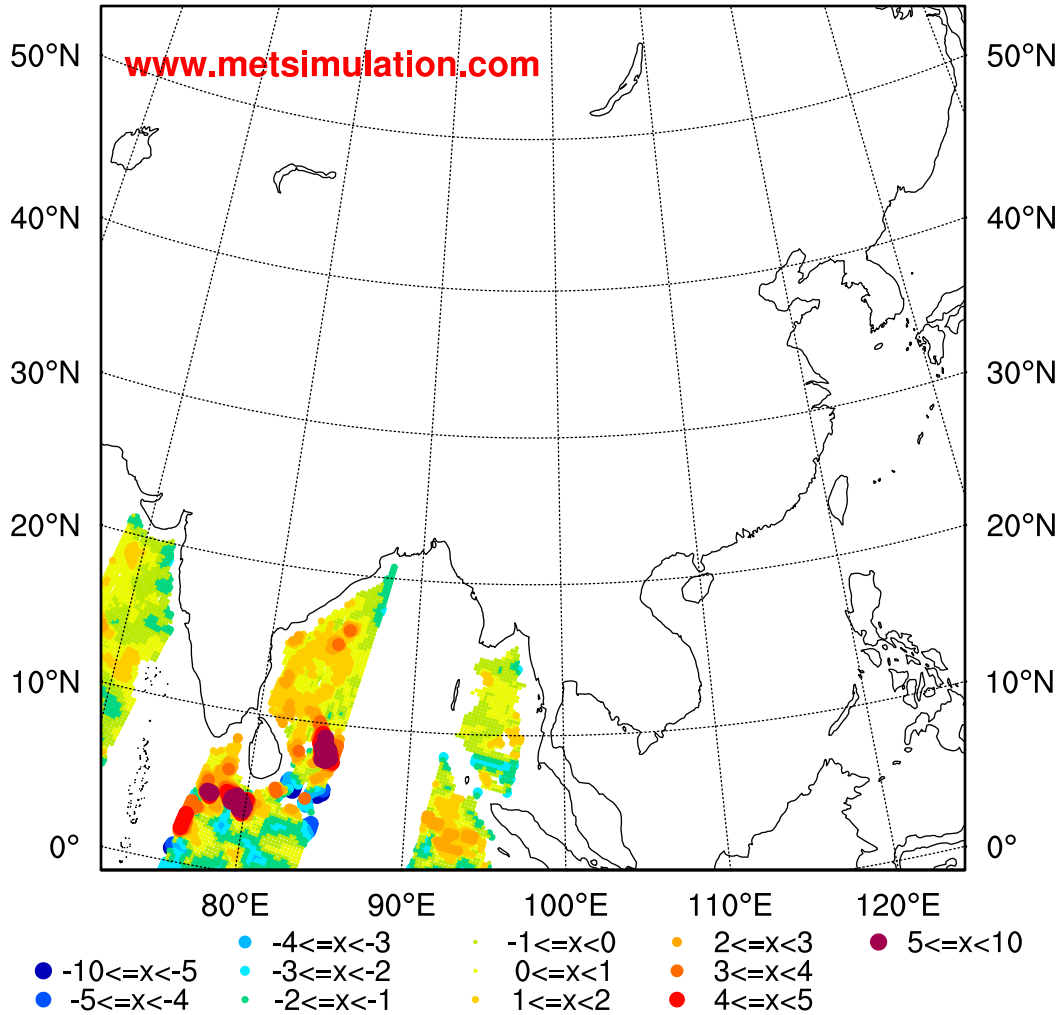 50°N 50°N
www.metsimulation.com
40°N 40°N
30°N 30°N
20°N 20°N
10°N 10°N
0° 0°
80°E 90°E 100°E 110°E 120°E
-4<=x<-3 -1<=x<0 2<=x<3 5<=x<10
-10<=x<-5 -3<=x<-2 0<=x<1 3<=x<4
-5<=x<-4 -2<=x<-1 1<=x<2 4<=x<5